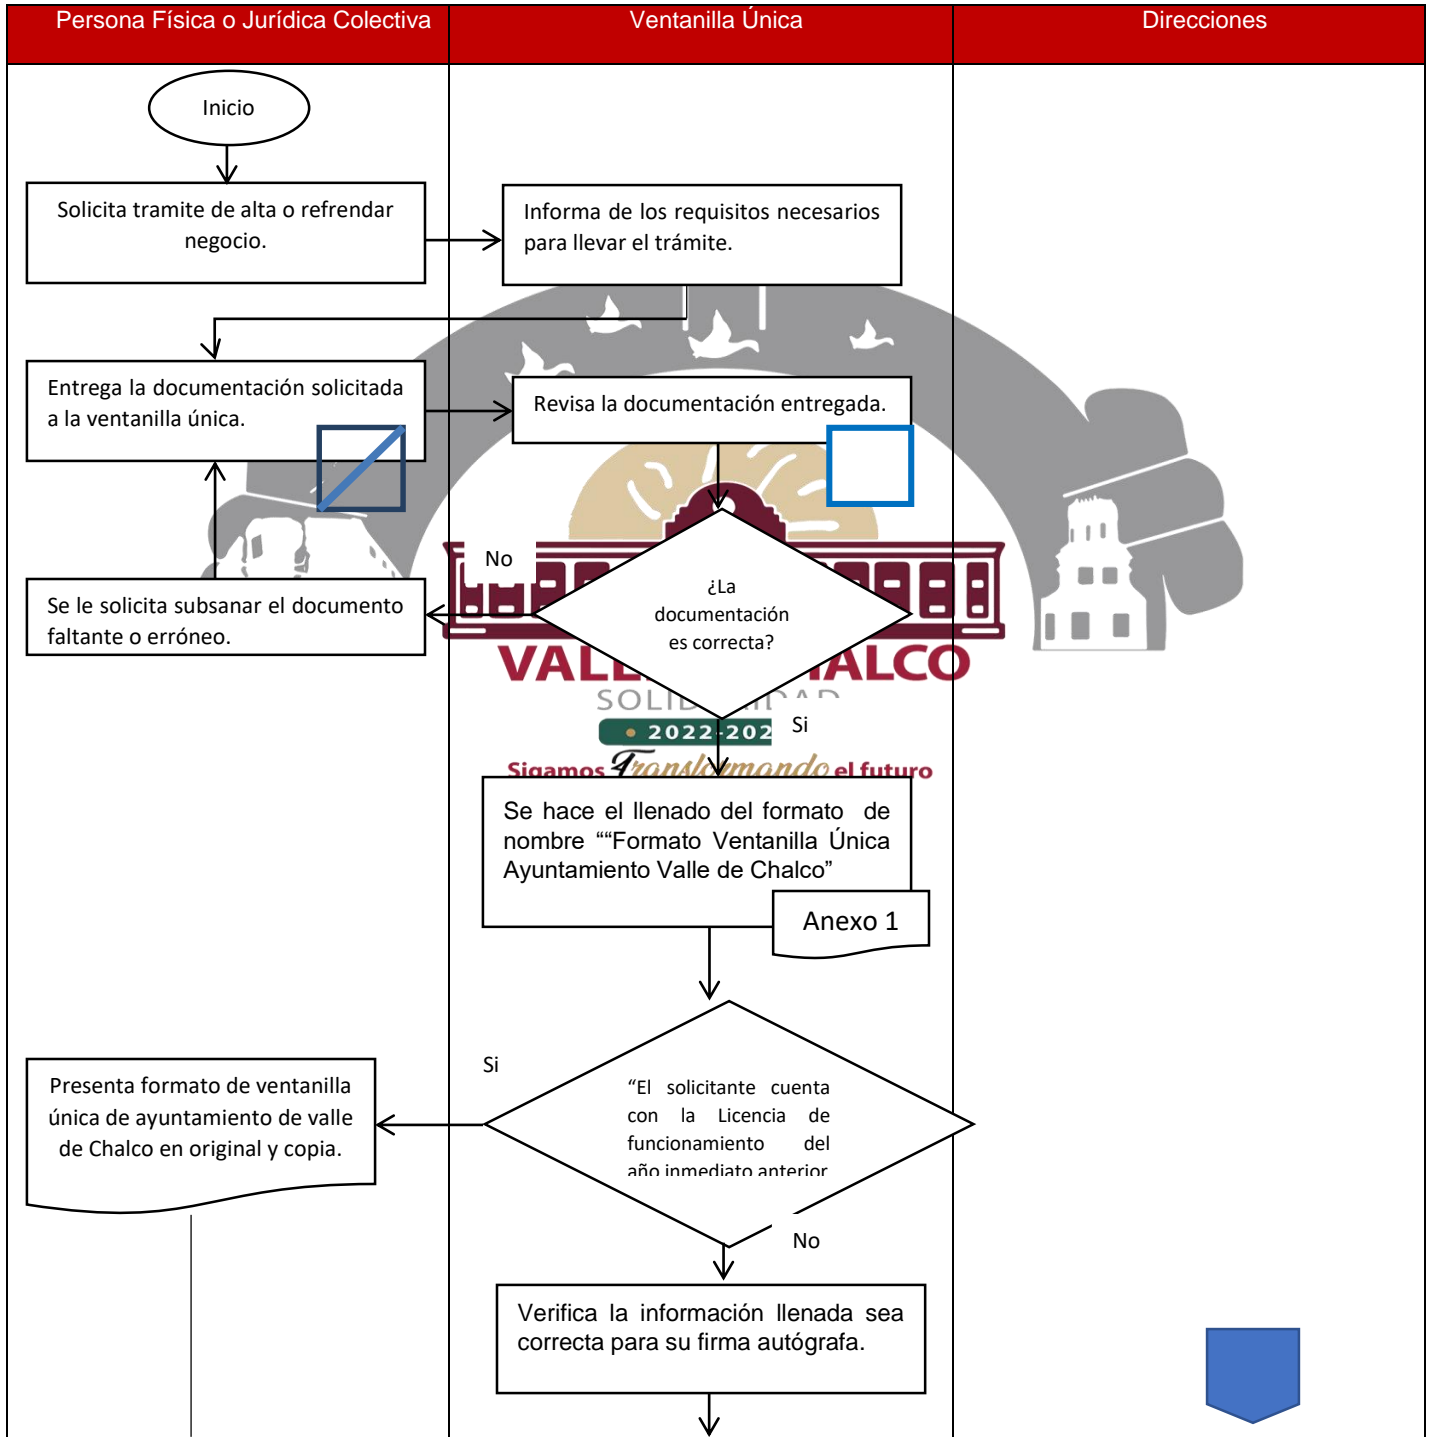 Persona Física o Jurídica Colectiva
Ventanilla Única
Direcciones
Inicio
Solicita tramite de alta o refrendar
negocio.
Informa de los requisitos necesarios
para llevar el trámite.
Entrega la documentación solicitada
a la ventanilla única.
Revisa la documentación entregada.
No
¿La
documentación
es correcta?
Se le solicita subsanar el documento
faltante o erróneo.
VALL ALCO
SOLID DAD
2022-202
Si
Sigamos Transformando el futuro
Se hace el llenado del formato de
nombre ““Formato Ventanilla Única
Ayuntamiento Valle de Chalco”
Anexo 1
Si
“El solicitante cuenta
con la Licencia de
funcionamiento del
año inmediato anterior
Presenta formato de ventanilla
única de ayuntamiento de valle
de Chalco en original y copia.
No
Verifica la información llenada sea
correcta para su firma autógrafa.